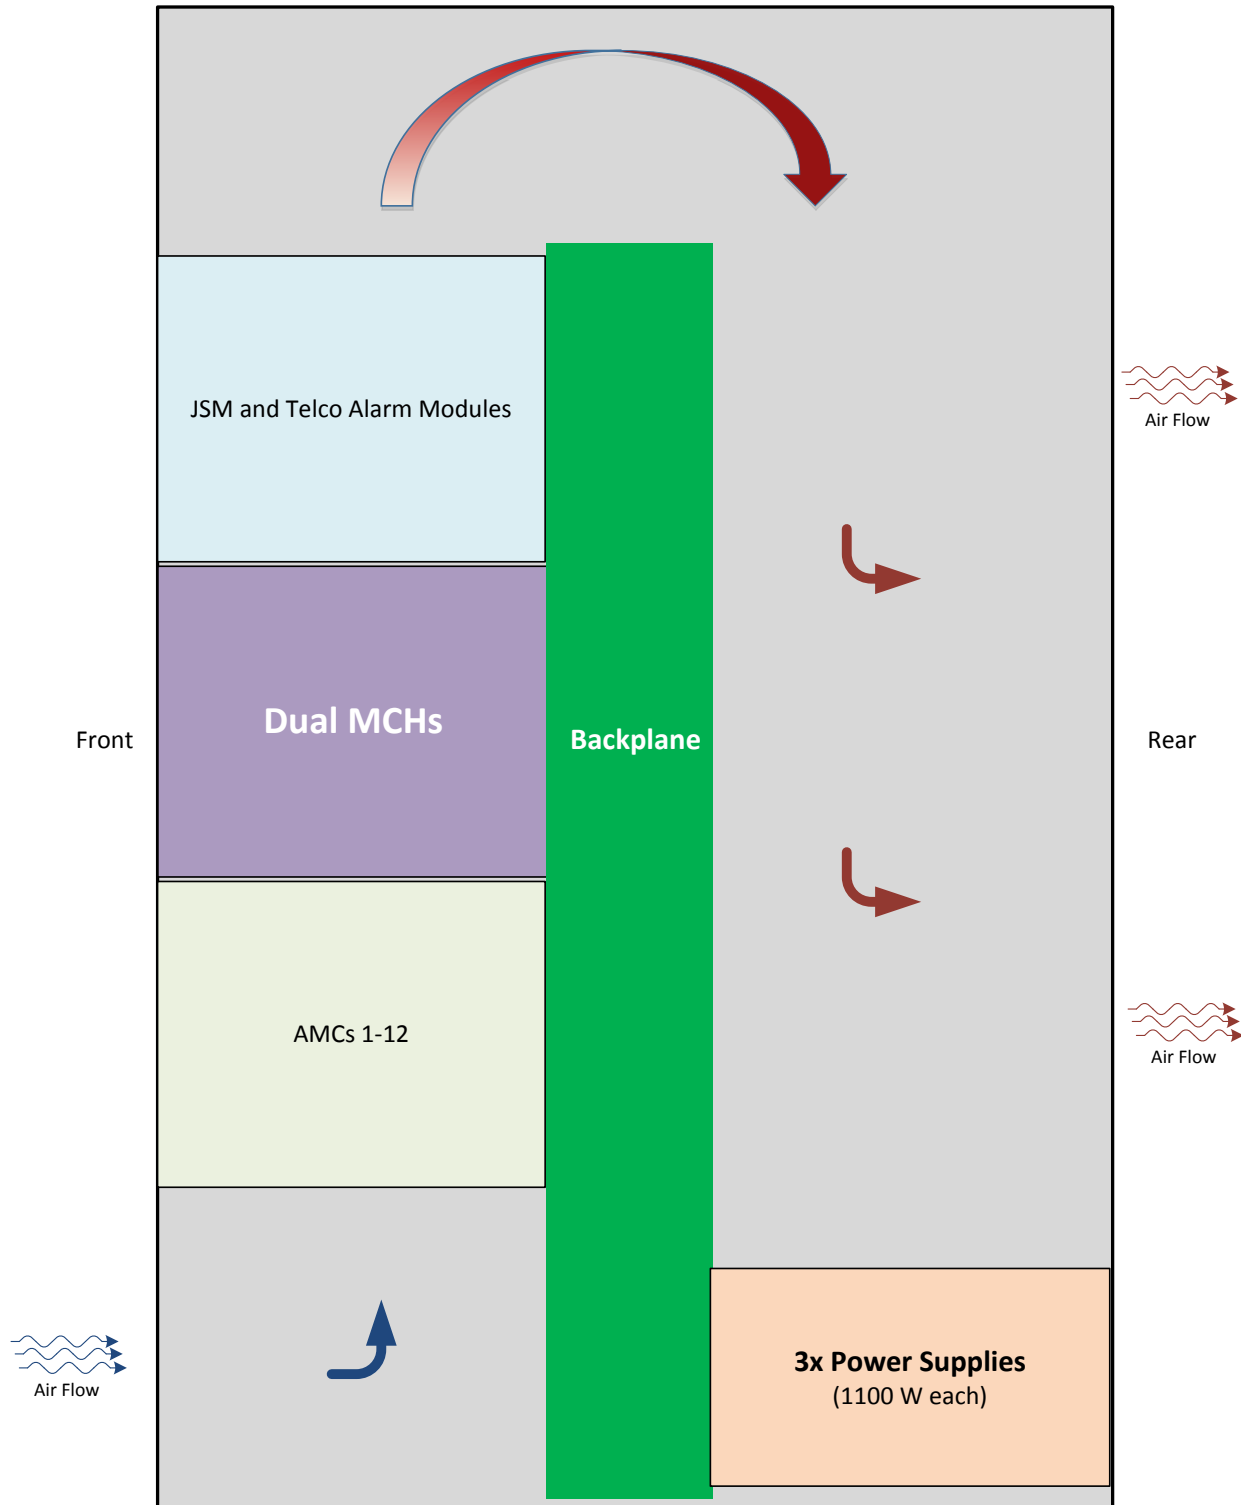 JSM and Telco Alarm Modules
Air Flow
Dual MCHs
Front
Backplane
Rear
AMCs 1-12
Air Flow
3x Power Supplies
(1100 W each)
Air Flow